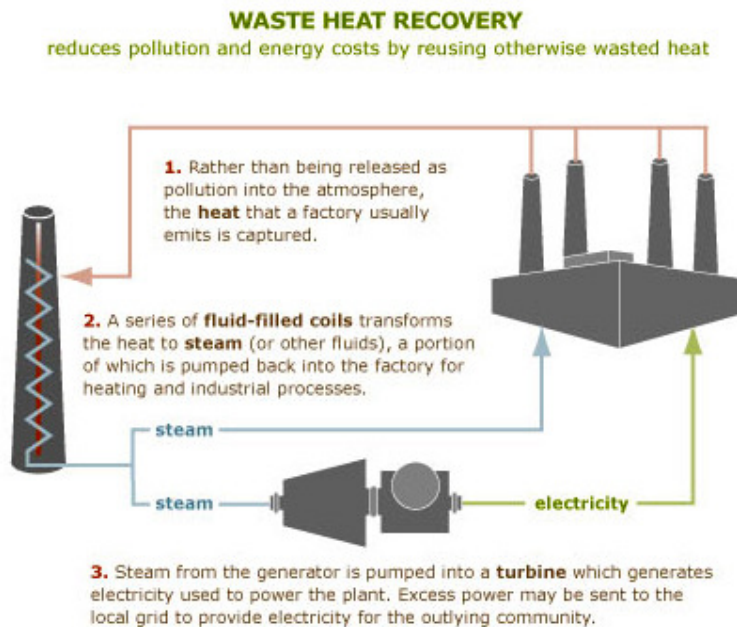 WASTE HEAT RECOVERY
reduces pollution and energy costs by reusing otherwise wasted heat
1. Rather than being released as
pollution into the atmosphere,
the heat that a factory usually
emits is captured.
2. A series of fluid-filled coils transforms
the heat to steam (or other fluids), a portion
of which is pumped back into the factory for
heating and industrial processes.
steam
steam
electricity
3. Steam from the generator is pumped into a turbine which generates
electricity used to power the plant. Excess power may be sent to the
local grid to provide electricity for the outlying community.